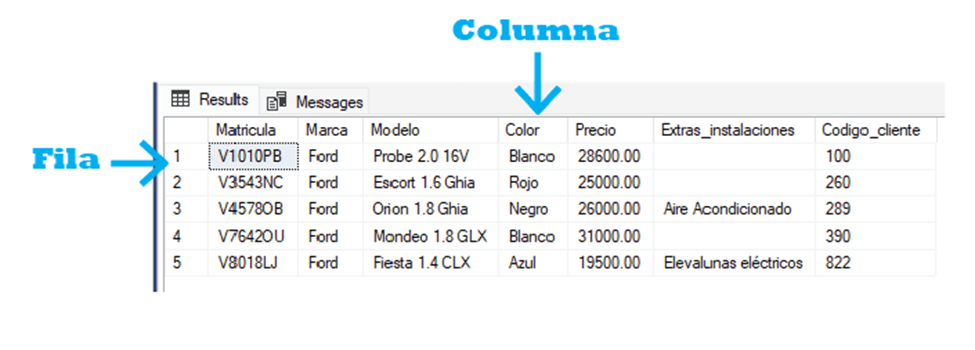 Columna
Results Messages
Matricula Marca Modelo Color Precio Extras_instalaciones Codigo_cliente
Fila
1 V1010PB Ford Probe 2.0 16V Blanco 28600.00 100
2 V3543NC Ford Escort 1.6 Ghia Rojo 25000.00 260
3 V4578OB Ford Orion 1.8 Ghia Negro 26000.00 Aire Acondicionado 289
4 V7642OU Ford Mondeo 1.8 GLX Blanco 31000.00 390
5 V8018LJ Ford Fiesta 1.4 CLX Azul 19500.00 Elevalunas eléctricos 822